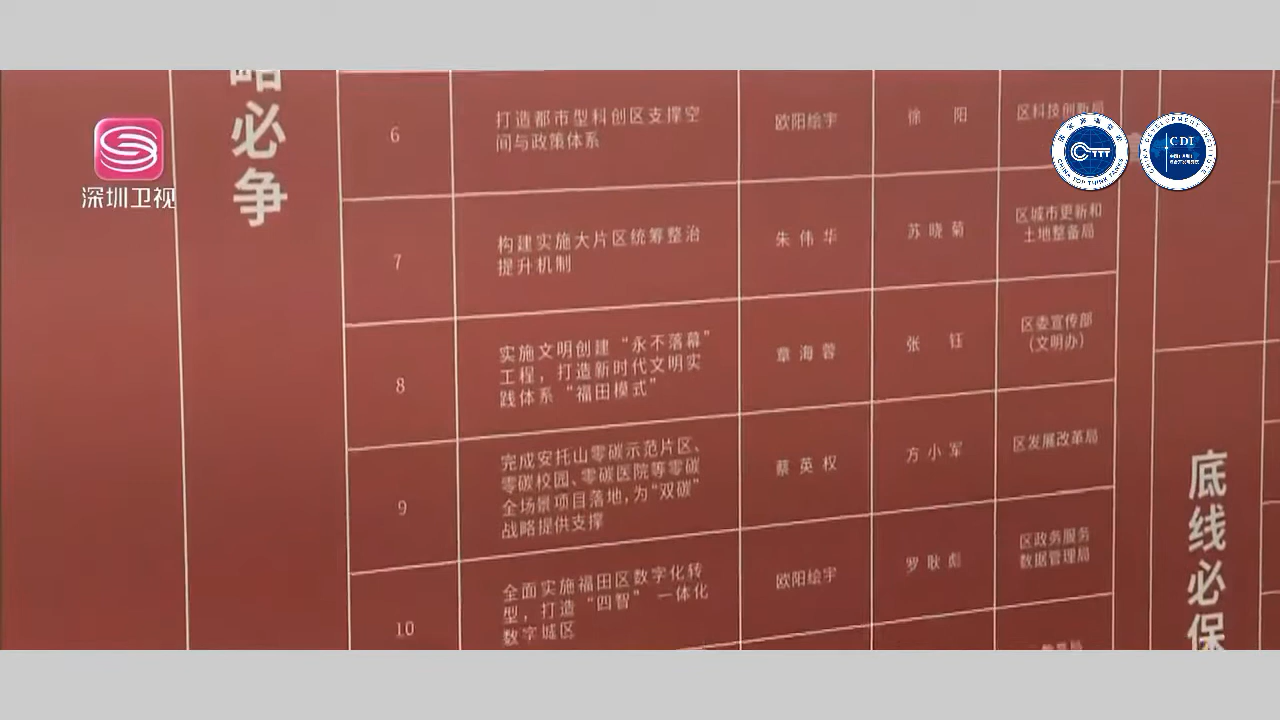 深圳卫视
CDI
略必争
6
打造都市型科创区支撑空
间与政策体系
欧阳绘宇
徐 阳
区科技创新局
7
构建实施大片区统筹整治
提升机制
朱伟华
苏晓菊
区城市更新和
土地整备局
8
实施文明创建“永不落幕”
工程，打造新时代文明实
践体系“福田模式”
章海蓉
张 钰
区委宣传部
（文明办）
9
完成安托山零碳示范片区、
零碳校园、零碳医院等零碳
全场景项目落地，为“双碳”
战略提供支撑
蔡英权
方小军
区发展改革局
10
全面实施福田区数字化转
型，打造“四智”一体化
数字城区
欧阳绘宇
罗耿彪
区政务服务
数据管理局
底线必保